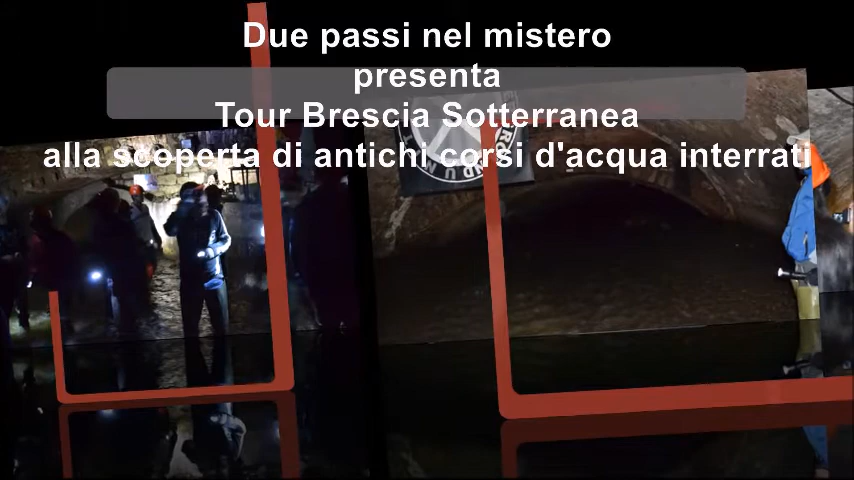 Due passi nel mistero
presenta
Tour Brescia Sotterranea
alla scoperta di antichi corsi d'acqua interrati